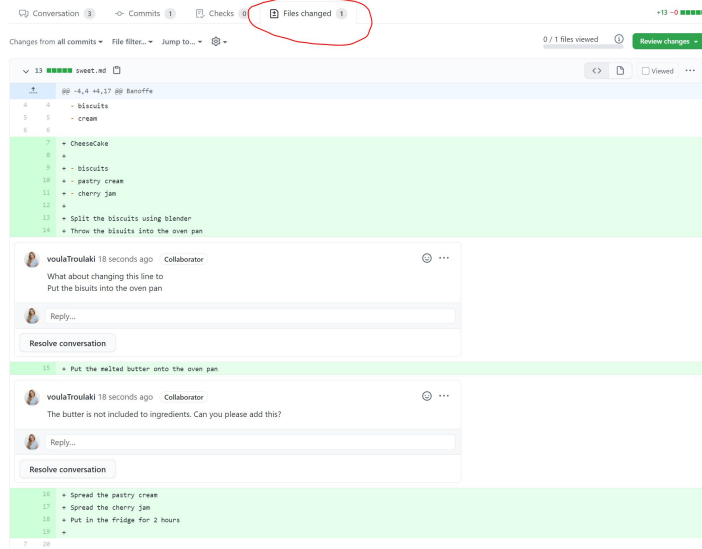 Conversation 3 Commits 1 Checks 0 Files changed 1 +13 −0
Changes from all commits File filter... Jump to... 0 / 1 files viewed Review changes
13 sweet.md Viewed
@@ -4,4 +4,17 @@ Banoffe
4 4 - biscuits
5 5 - cream
6 6
7 + CheeseCake
8 +
9 + - biscuits
10 + - pastry cream
11 + - cherry jam
12 +
13 + Split the biscuits using blender
14 + Throw the bisuits into the oven pan
voulaTroulaki 18 seconds ago Collaborator
What about changing this line to
Put the bisuits into the oven pan
Reply...
Resolve conversation
15 + Put the melted butter onto the oven pan
voulaTroulaki 18 seconds ago Collaborator
The butter is not included to ingredients. Can you please add this?
Reply...
Resolve conversation
16 + Spread the pastry cream
17 + Spread the cherry jam
18 + Put in the fridge for 2 hours
19 +
7 20